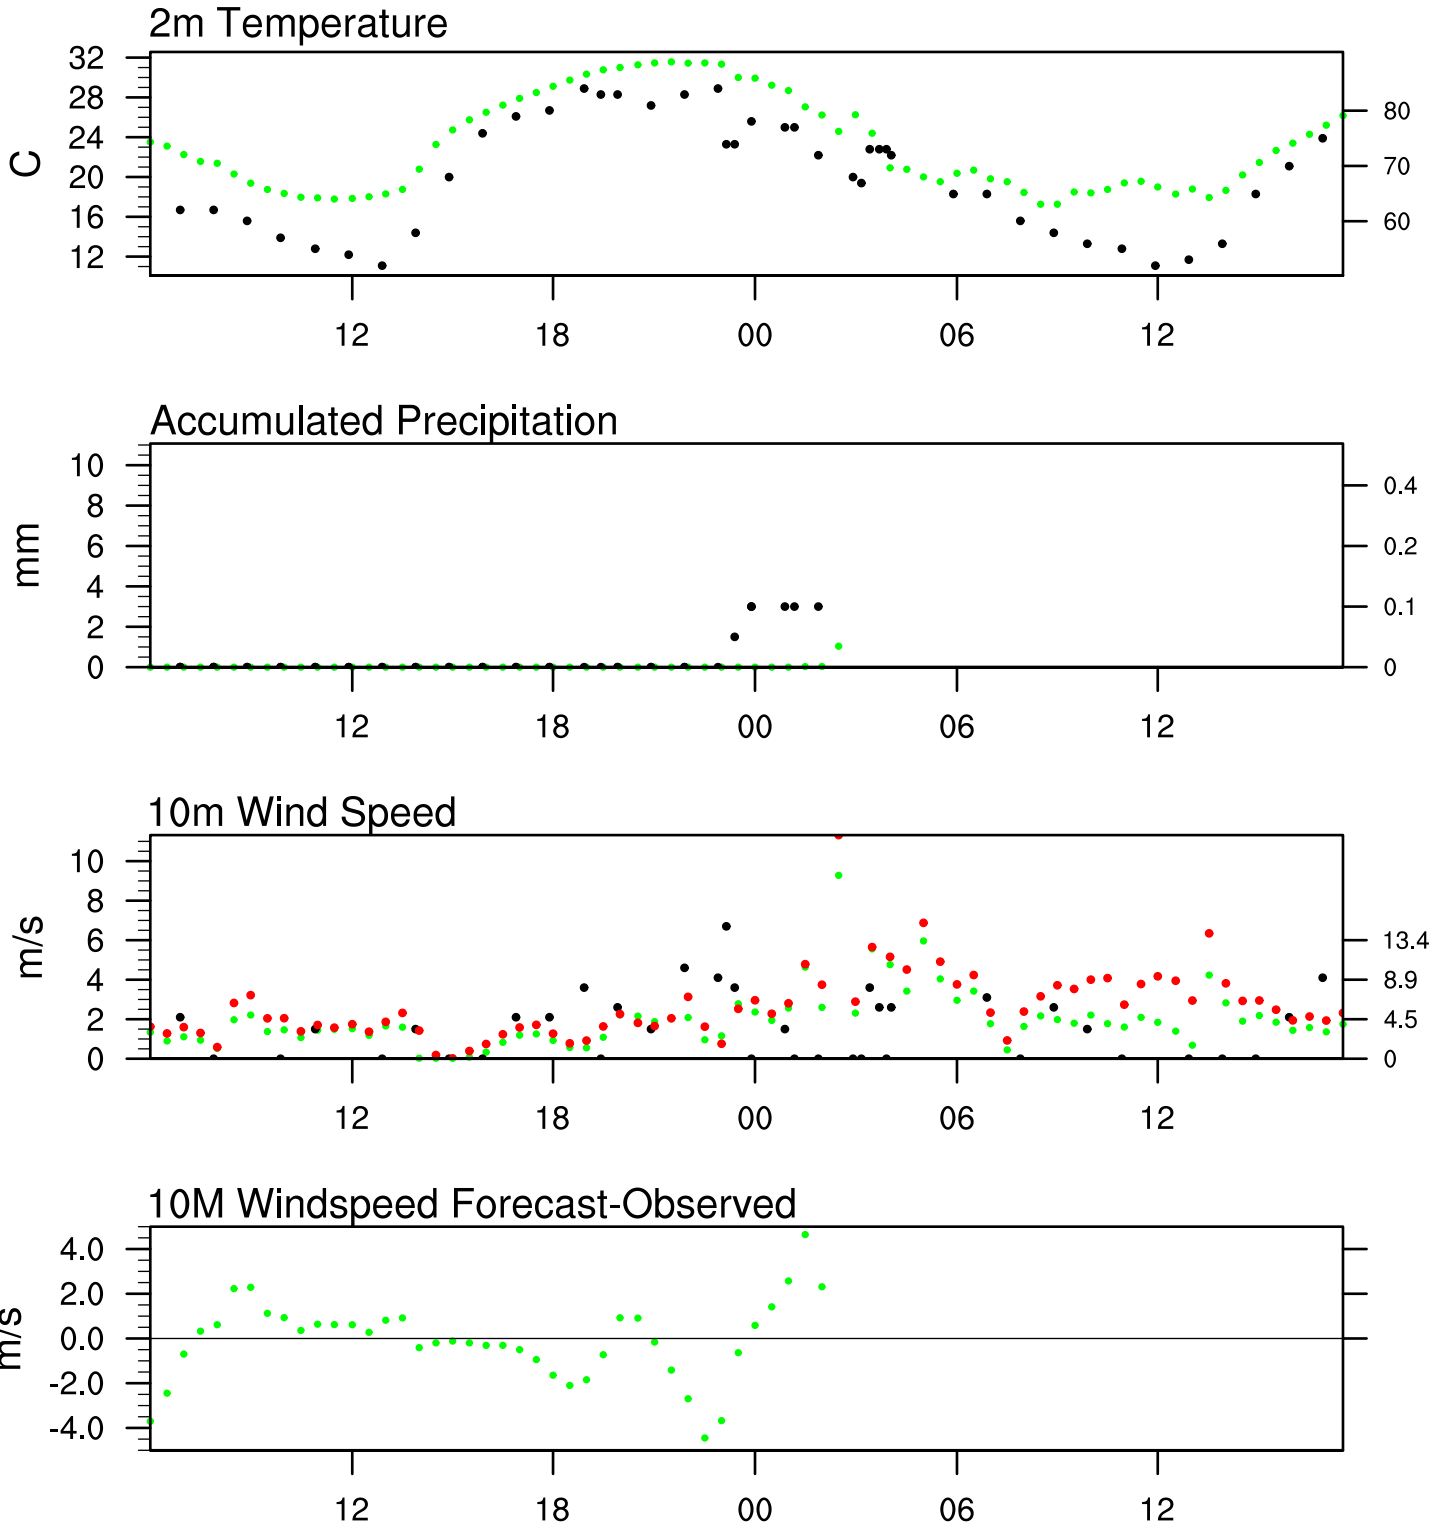 2m Temperature
32
28
24
20
16
12
C
80
70
60
12 18 00 06 12
Accumulated Precipitation
10
8
6
4
2
0
mm
0.4
0.2
0.1
0
12 18 00 06 12
10m Wind Speed
10
8
6
4
2
0
m/s
13.4
8.9
4.5
0
12 18 00 06 12
10M Windspeed Forecast-Observed
4.0
2.0
0.0
-2.0
-4.0
m/s
12 18 00 06 12